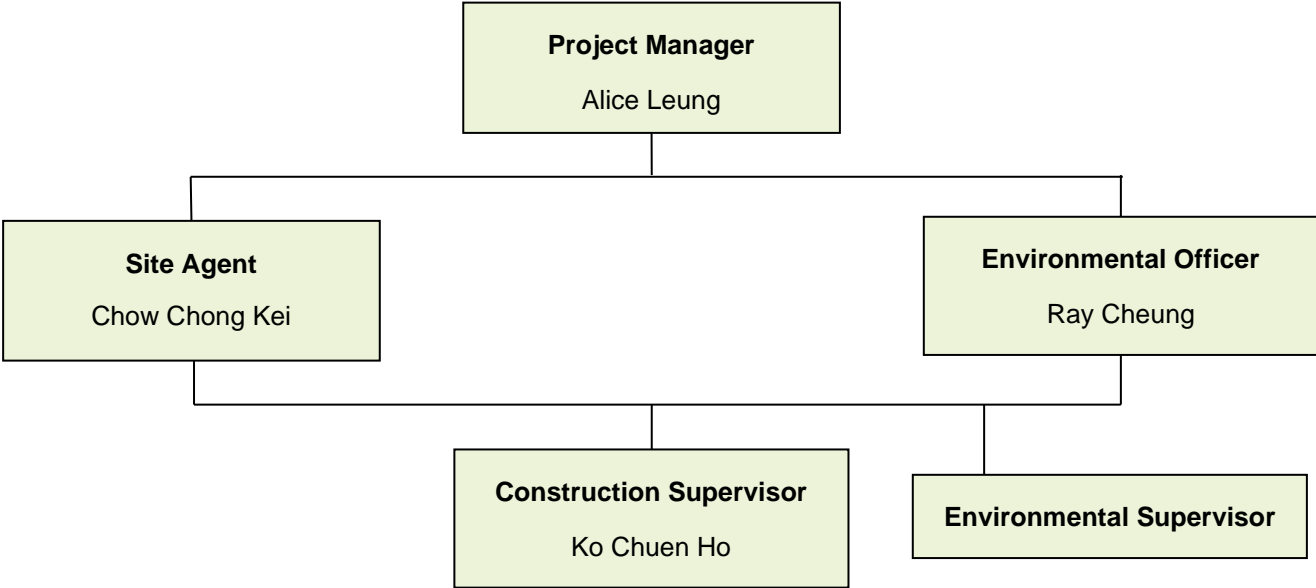 Project Manager
Alice Leung
Site Agent
Chow Chong Kei
Environmental Officer
Ray Cheung
Construction Supervisor
Ko Chuen Ho
Environmental Supervisor